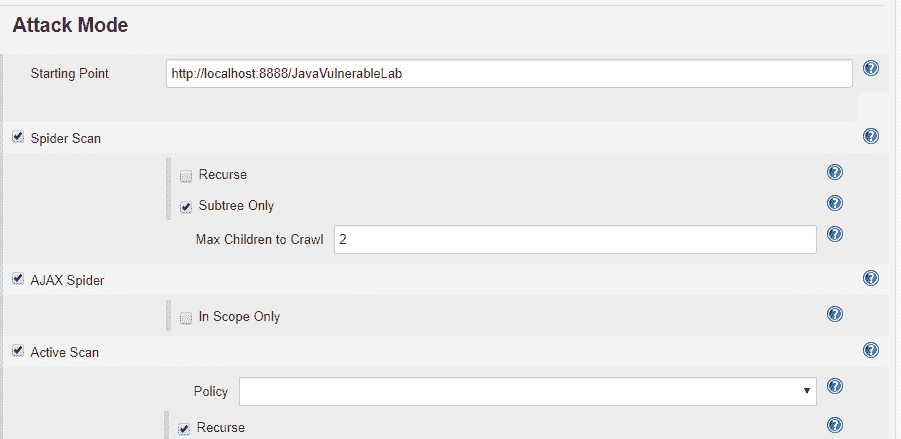 Attack Mode
Starting Point http://localhost:8888/JavaVulnerableLab
Spider Scan
Recurse
Subtree Only
Max Children to Crawl 2
AJAX Spider
In Scope Only
Active Scan
Policy
Recurse